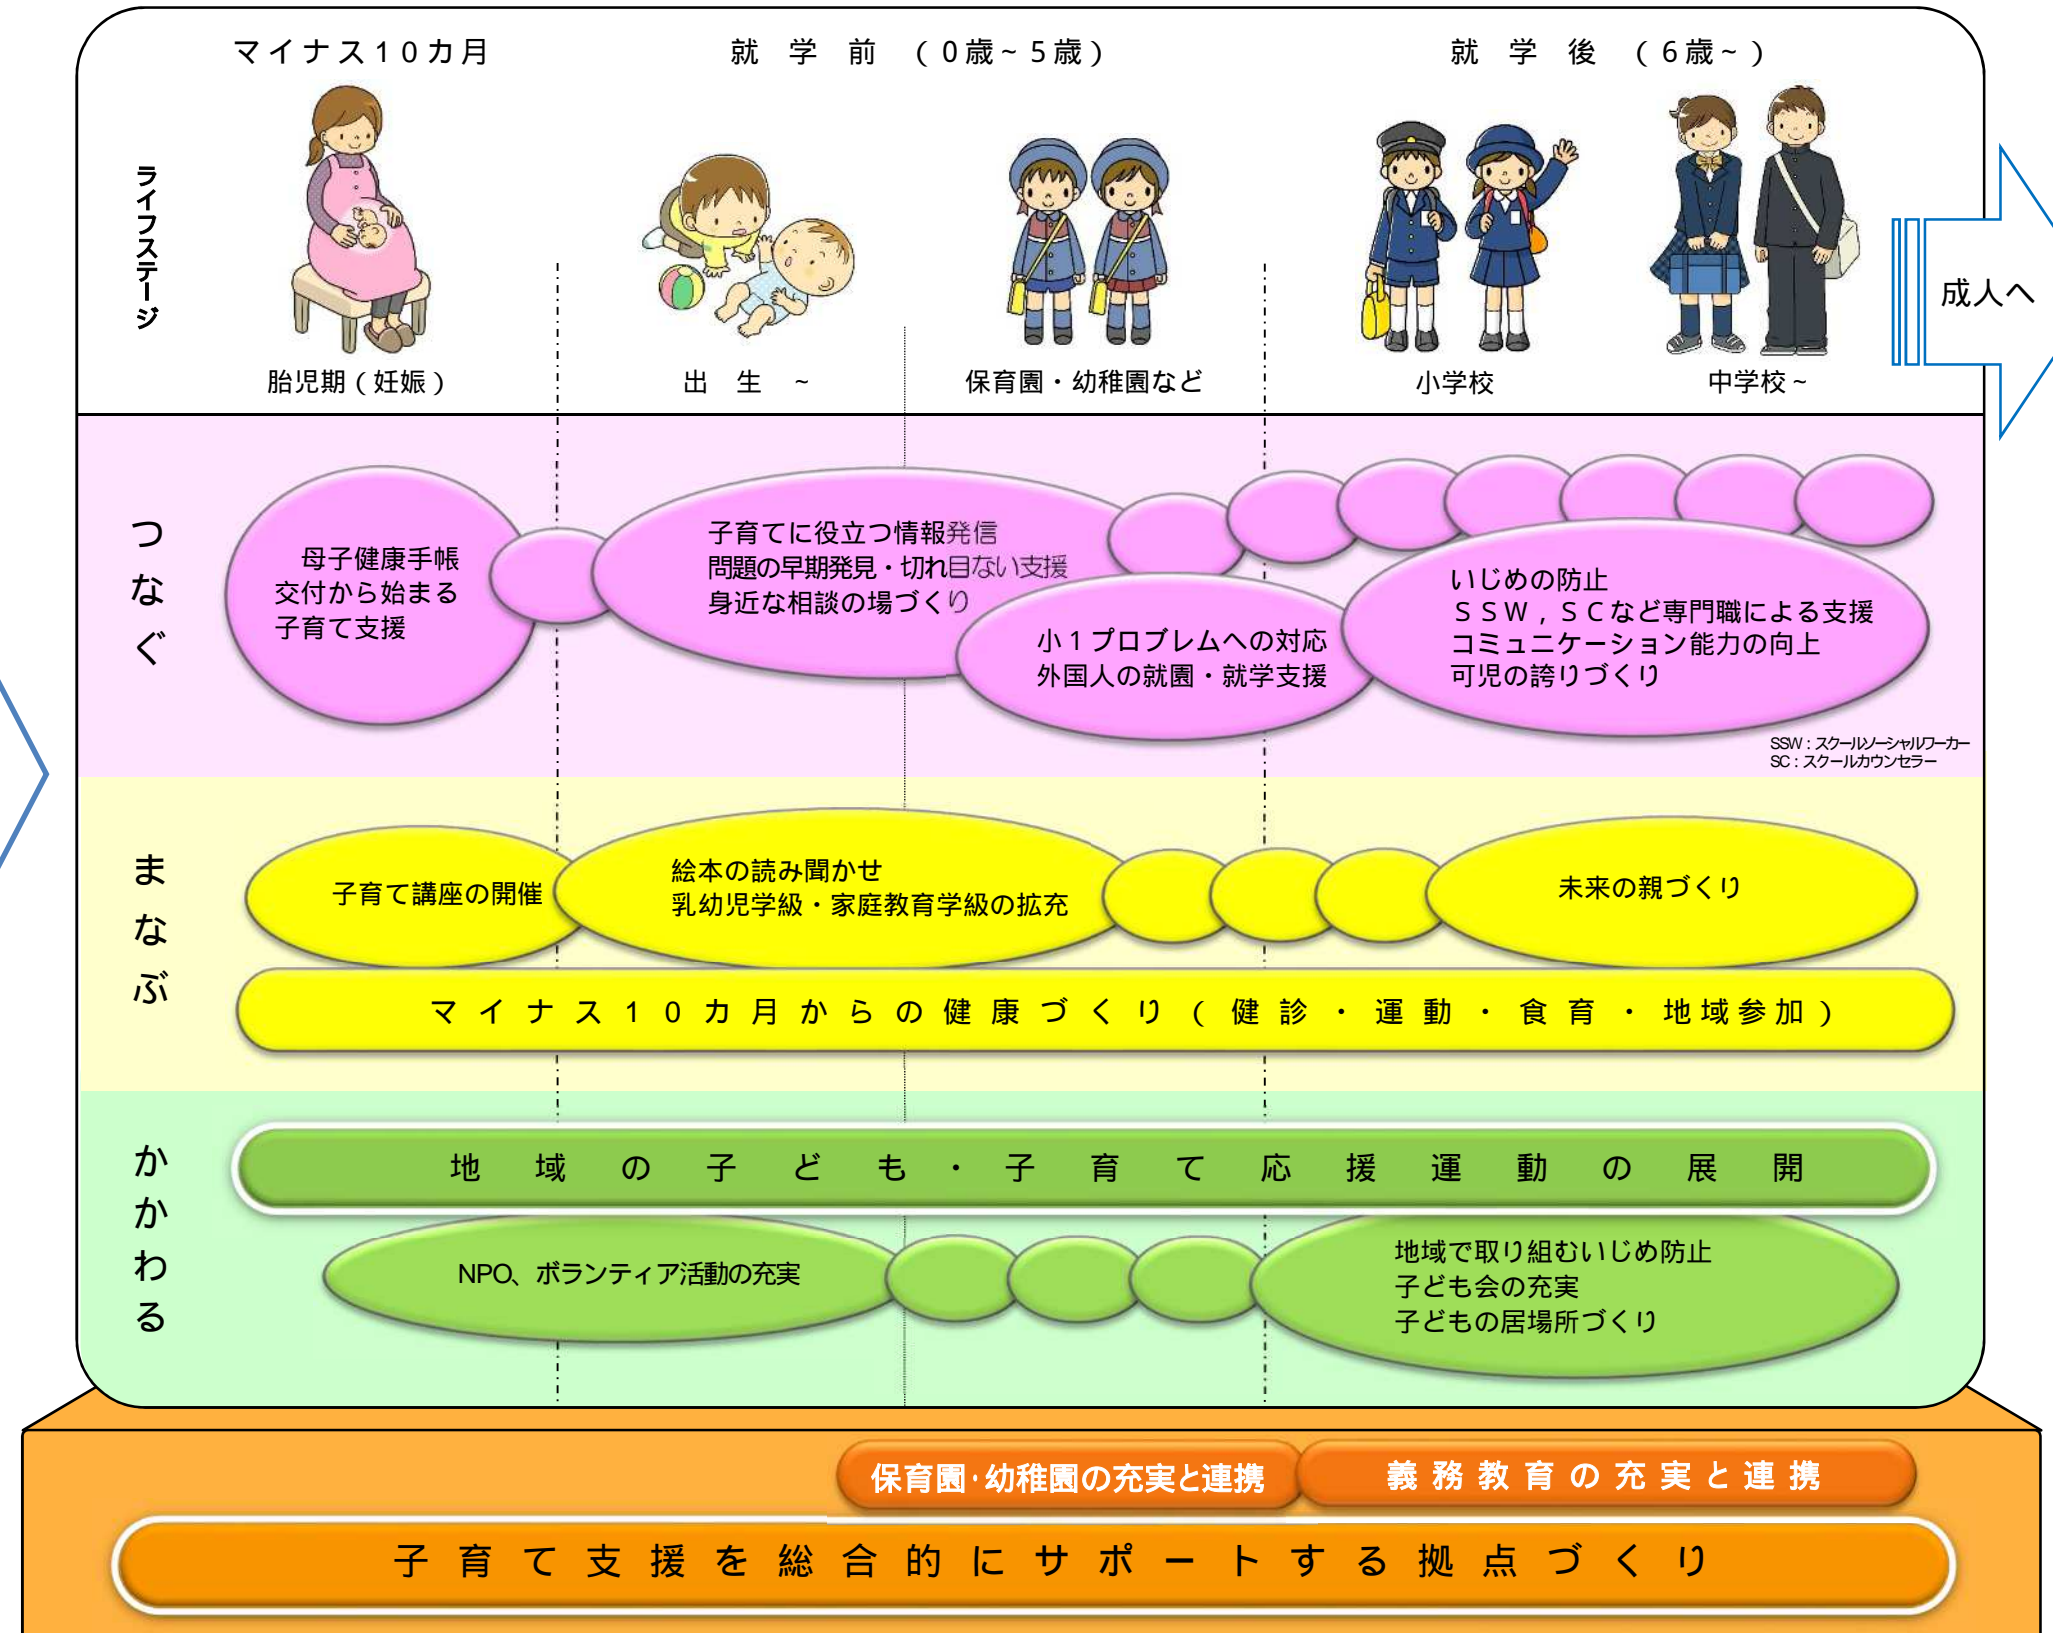 マイナス10カ月
就学前(0歳~5歳)
就学後(6歳~)
ライフステージ
胎児期(妊娠)
出生~
保育園・幼稚園など
小学校
中学校~
成人へ
つなぐ
母子健康手帳
交付から始まる
子育て支援
子育てに役立つ情報発信
問題の早期発見・切れ目ない支援
身近な相談の場づくり
小1プロブレムへの対応
外国人の就園・就学支援
いじめの防止
SSW,SCなど専門職による支援
コミュニケーション能力の向上
可児の誇りづくり
SSW:スクールソーシャルワーカー
SC:スクールカウンセラー
まなぶ
子育て講座の開催
絵本の読み聞かせ
乳幼児学級・家庭教育学級の拡充
未来の親づくり
マイナス10カ月からの健康づくり(健診・運動・食育・地域参加)
かかわる
地域の子ども・子育て応援運動の展開
NPO、ボランティア活動の充実
地域で取り組むいじめ防止
子ども会の充実
子どもの居場所づくり
保育園・幼稚園の充実と連携
義務教育の充実と連携
子育て支援を総合的にサポートする拠点づくり